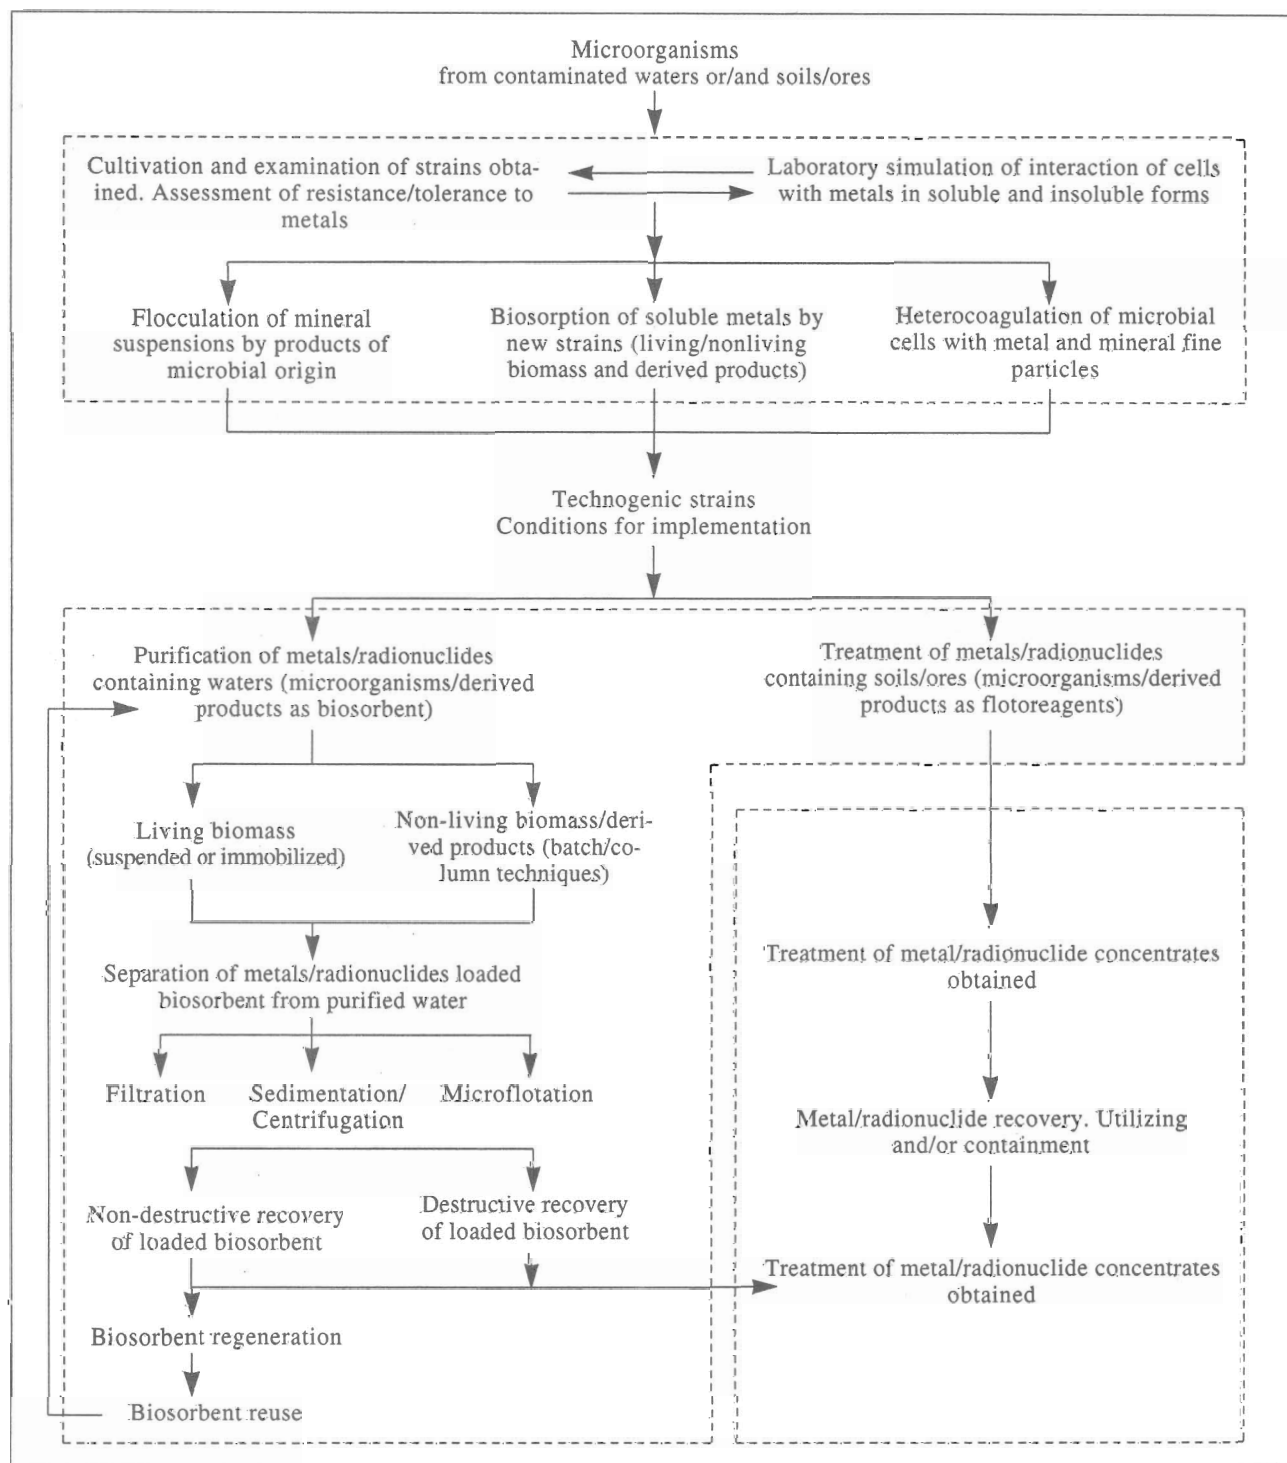 Microorganisms
from contaminated waters or/and soils/ores
Cultivation and examination of strains obta-
ined. Assessment of resistance/tolerance to
metals
Laboratory simulation of interaction of cells
with metals in soluble and insoluble forms
Flocculation of mineral
suspensions by products of
microbial origin
Biosorption of soluble metals by
new strains (living/nonliving
biomass and derived products)
Heterocoagulation of microbial
cells with metal and mineral fine
particles
Technogenic strains
Conditions for implementation
Purification of metals/radionuclides
containing waters (microorganisms/derived
products as biosorbent)
Treatment of metals/radionuclides
containing soils/ores (microorganisms/derived
products as flotoreagents)
Living biomass
(suspended or immobilized)
Non-living biomass/deri-
ved products (batch/co-
lumn techniques)
Separation of metals/radionuclides loaded
biosorbent from purified water
Filtration
Sedimentation/
Centrifugation
Microflotation
Non-destructive recovery
of loaded biosorbent
Destructive recovery
of loaded biosorbent
Biosorbent regeneration
Biosorbent reuse
Treatment of metal/radionuclide concentrates
obtained
Metal/radionuclide recovery. Utilizing
and/or containment
Treatment of metal/radionuclide concentrates
obtained